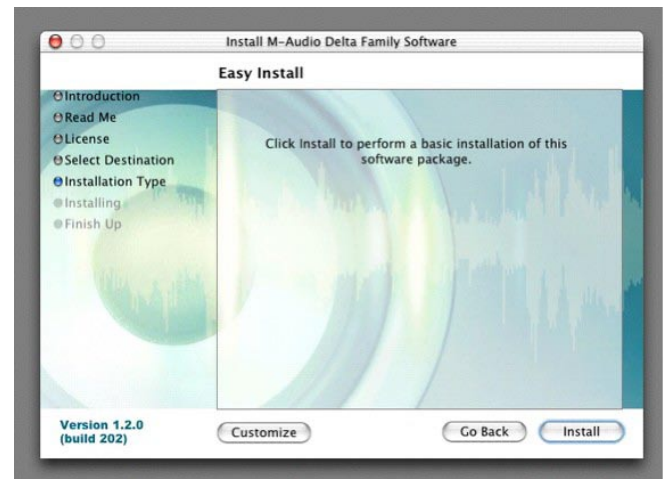 Install M-Audio Delta Family Software
Easy Install
Introduction
Read Me
License
Select Destination
Installation Type
Installing
Finish Up
Click Install to perform a basic installation of this
software package.
Version 1.2.0
(build 202)
Customize
Go Back
Install